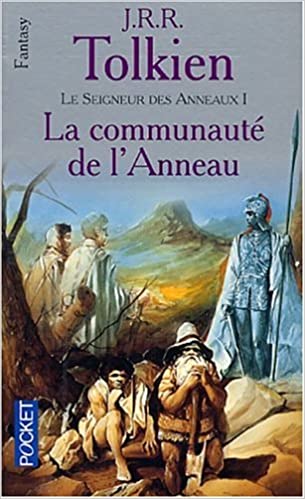 Fantasy
J.R.R.
Tolkien
LE SEIGNEUR DES ANNEAUX I
La communauté
de l'Anneau
POCKET